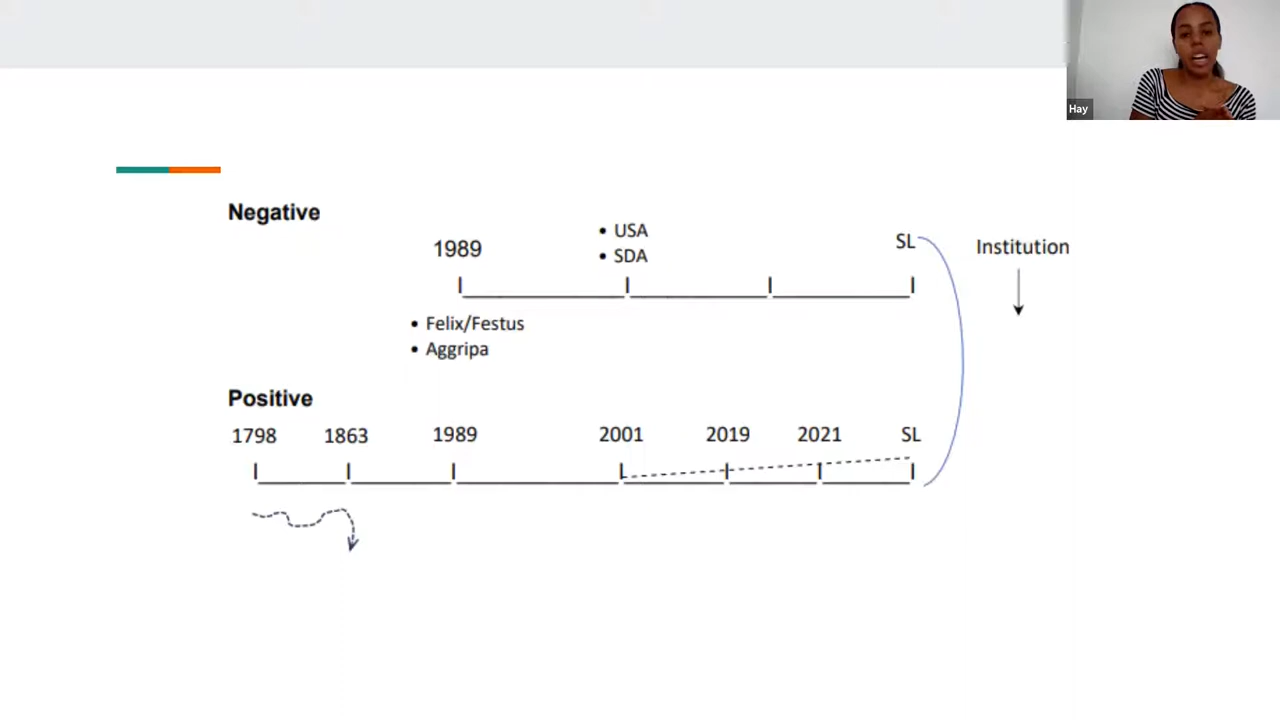 Hay
Negative
1989
• USA
• SDA
SL
Institution
• Felix/Festus
• Aggripa
Positive
1798 1863 1989 2001 2019 2021 SL